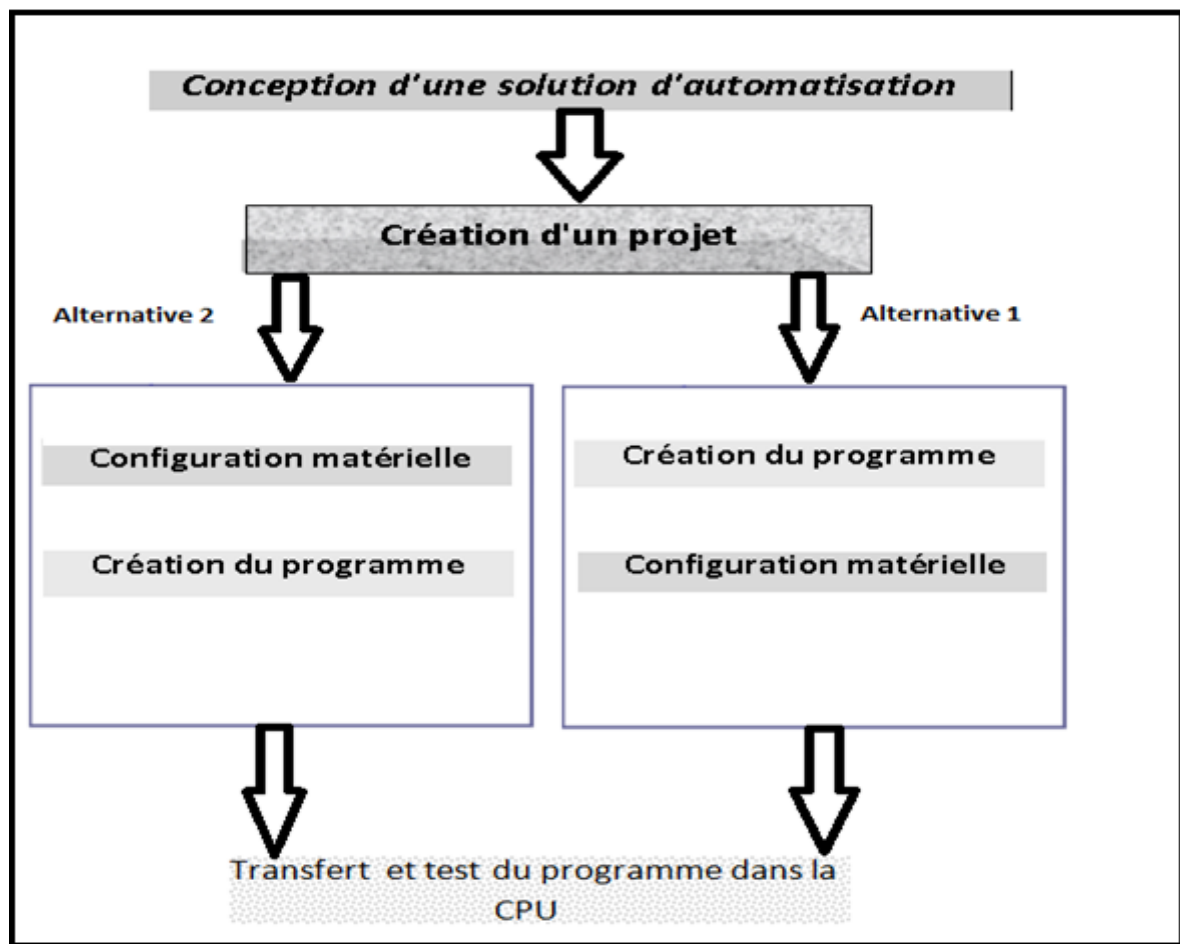 Conception d'une solution d'automatisation
Création d'un projet
Alternative 2
Alternative 1
Configuration matérielle
Création du programme
Création du programme
Configuration matérielle
Transfert et test du programme dans la
CPU